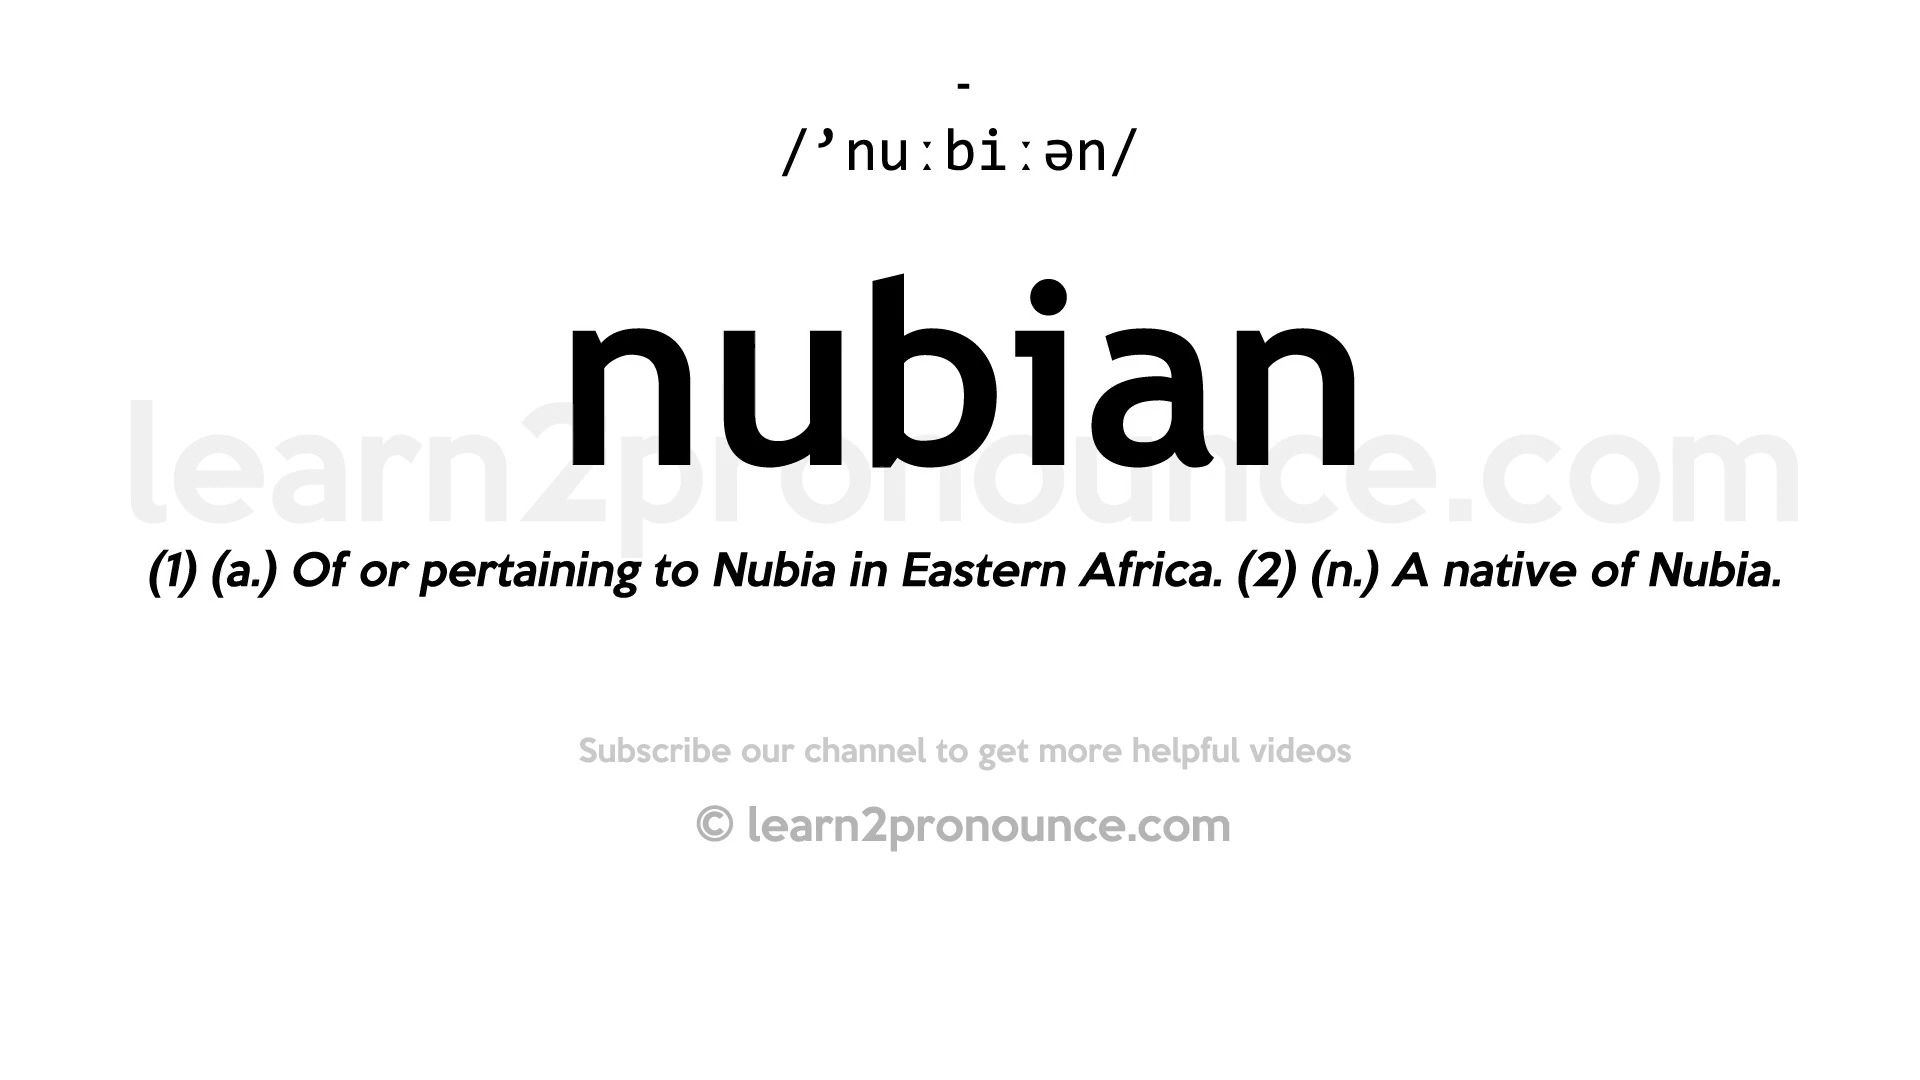 -
/’nuːbiːən/
nubian
learn2pronounce.com
(1) (a.) Of or pertaining to Nubia in Eastern Africa. (2) (n.) A native of Nubia.
Subscribe our channel to get more helpful videos
© learn2pronounce.com